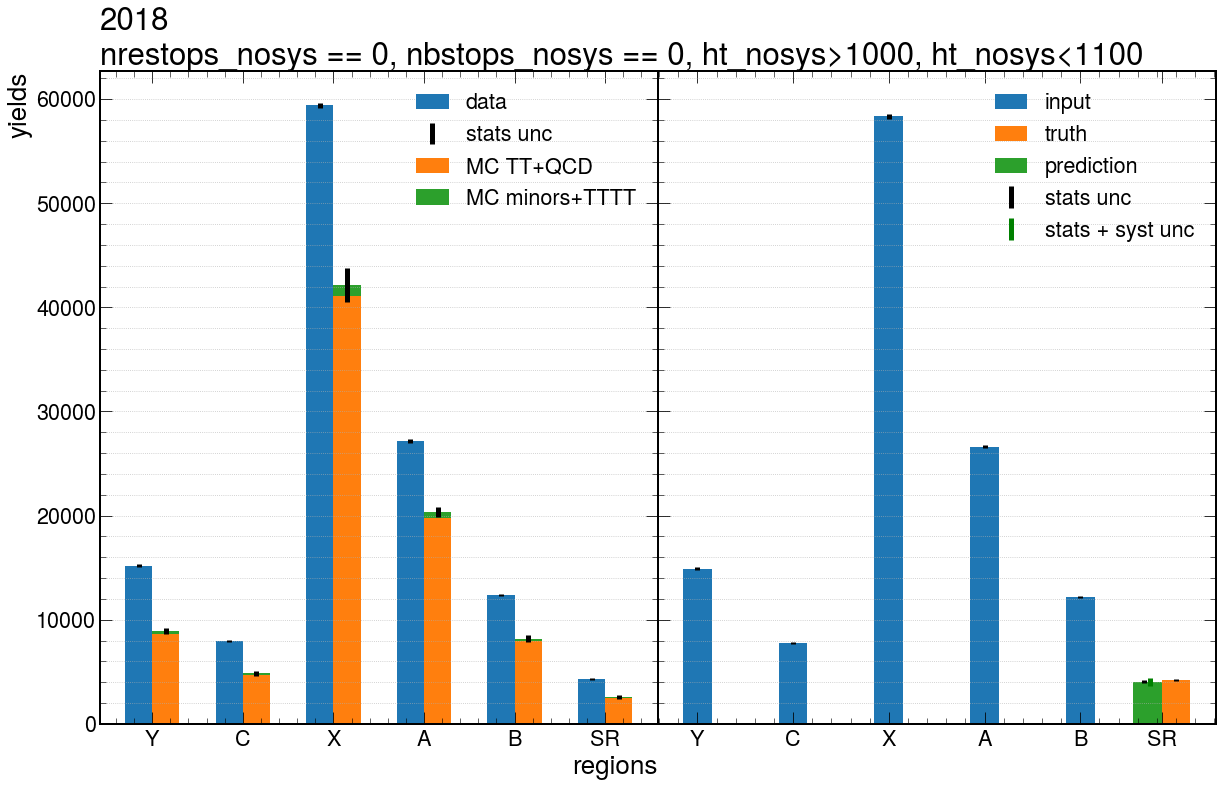 2018
nrestops_nosys == 0, nbstops_nosys == 0, ht_nosys>1000, ht_nosys<1100
yields
60000
50000
40000
30000
20000
10000
0
data
stats unc
MC TT+QCD
MC minors+TTTT
input
truth
prediction
stats unc
stats + syst unc
Y C X A B SR Y C X A B SR
regions